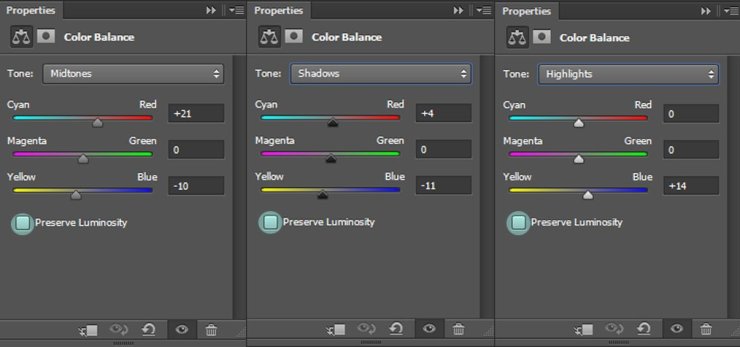 Properties
Color Balance
Tone: Midtones
Cyan Red +21
Magenta Green 0
Yellow Blue -10
Preserve Luminosity
Properties
Color Balance
Tone: Shadows
Cyan Red +4
Magenta Green 0
Yellow Blue -11
Preserve Luminosity
Properties
Color Balance
Tone: Highlights
Cyan Red 0
Magenta Green 0
Yellow Blue +14
Preserve Luminosity